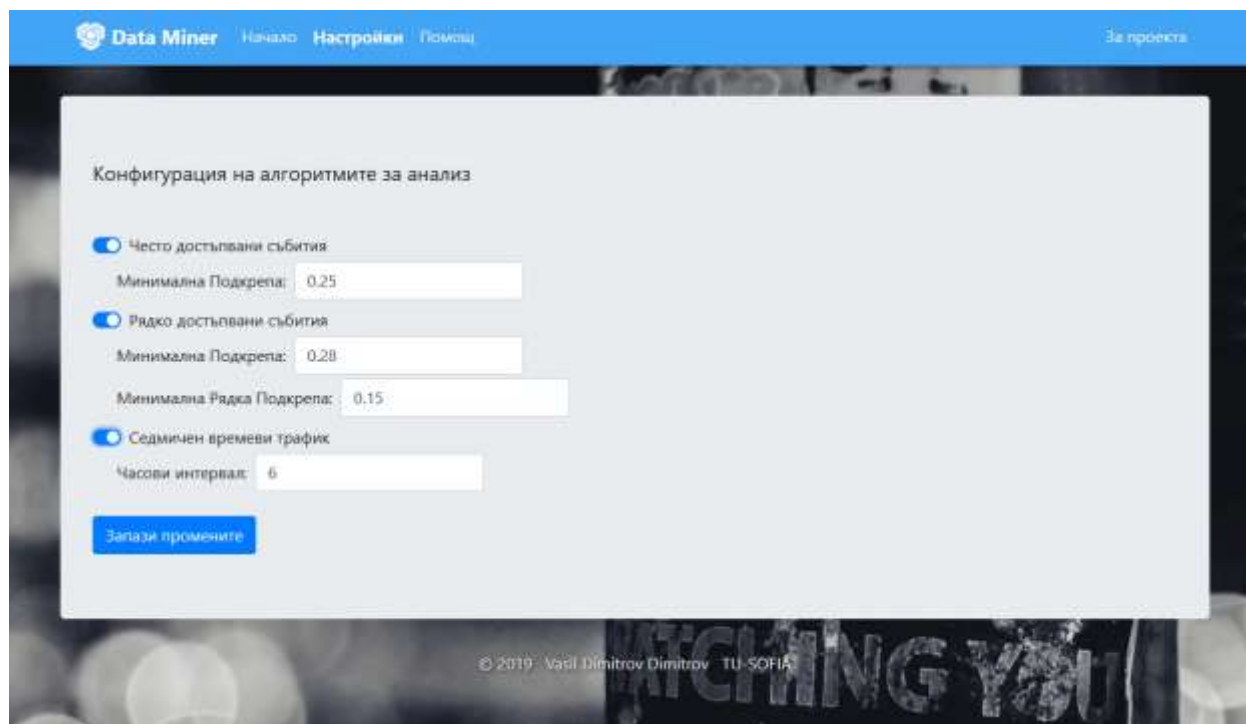 Data Miner Начало Настройки Помощ За проекта
Конфигурация на алгоритмите за анализ
Често достъпвани събития
Минимална Подкрепа: 0.25
Рядко достъпвани събития
Минимална Подкрепа: 0.28
Минимална Рядка Подкрепа: 0.15
Седмичен времеви трафик
Часови интервал: 6
Запази промените
© 2019 Vasil Dimitrov Dimitrov TU-SOFIA
WATCHING YOU